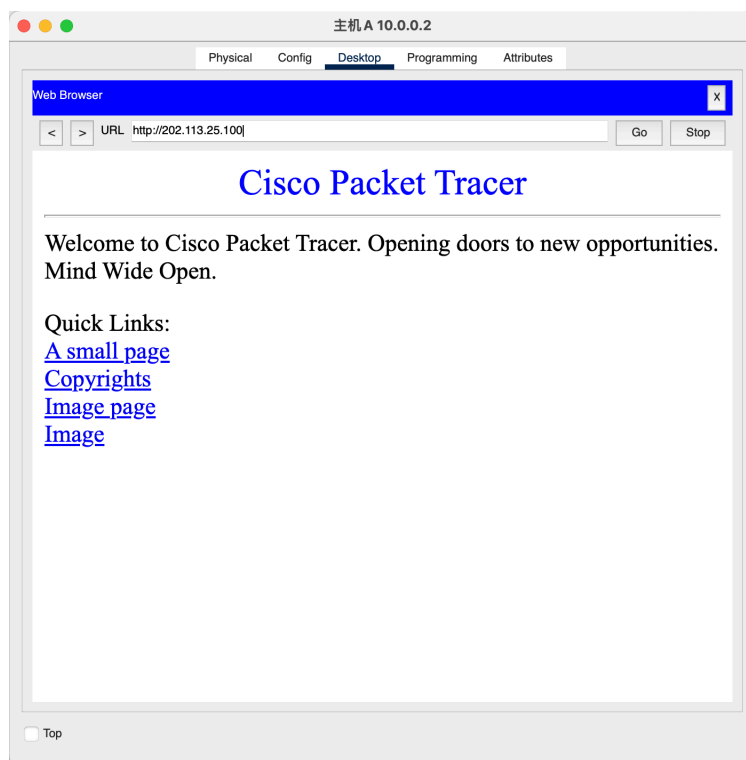 主机A 10.0.0.2
Physical Config Desktop Programming Attributes
Web Browser X
< > URL http://202.113.25.100 Go Stop
Cisco Packet Tracer
Welcome to Cisco Packet Tracer. Opening doors to new opportunities.
Mind Wide Open.
Quick Links:
A small page
Copyrights
Image page
Image
Top